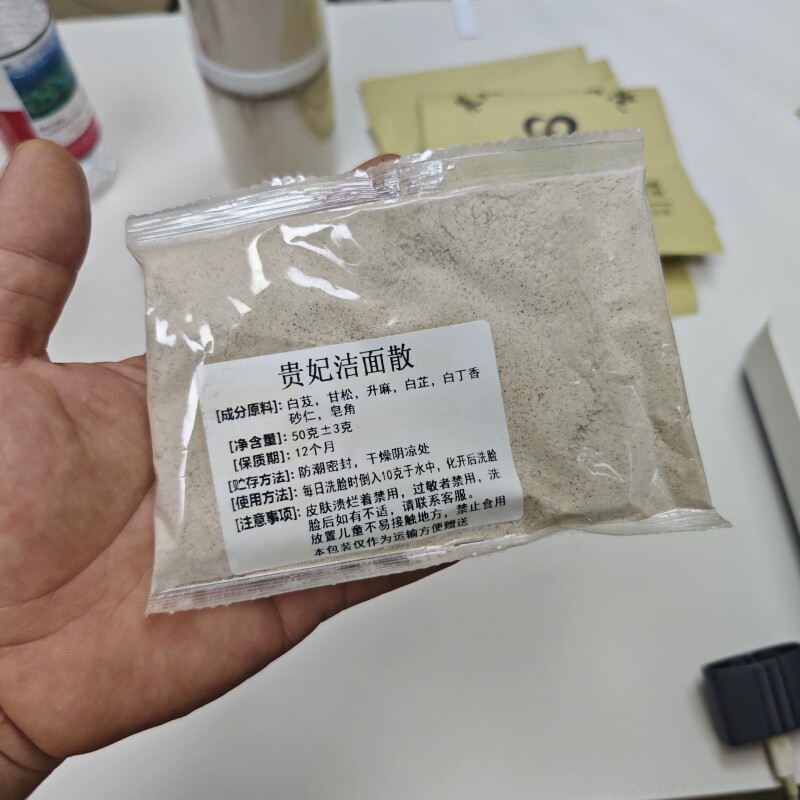 贵妃洁面散
[成分原料]: 白芨, 甘松, 升麻, 白芷, 白丁香
砂仁, 皂角
[净含量]: 50克±3克
[保质期]: 12个月
[贮存方法]: 防潮密封, 干燥阴凉处
[使用方法]: 每日洗脸时倒入10克于水中, 化开后洗脸
[注意事项]: 皮肤溃烂着禁用, 过敏者禁用, 洗
脸后如有不适, 请联系客服。
放置儿童不易接触地方, 禁止食用
本包装仅作为运输方便赠送